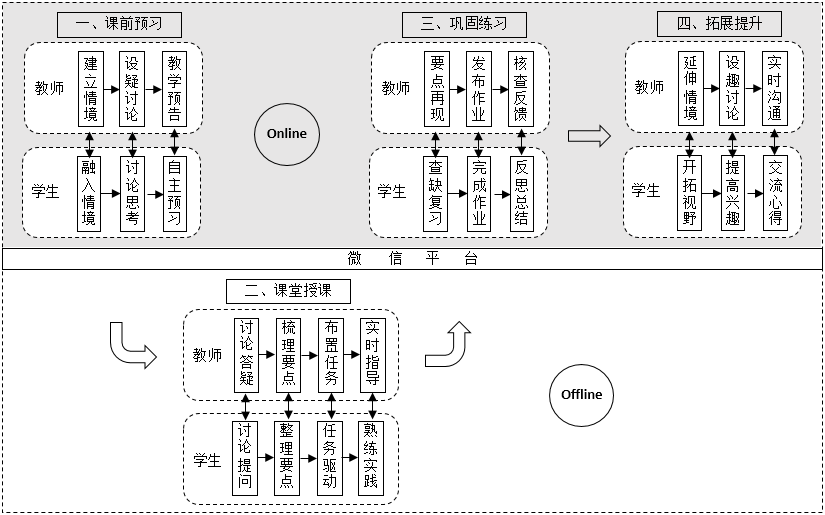 一、课前预习
教师
建立情境
设疑讨论
教学预告
学生
融入情境
讨论思考
自主预习
Online
三、巩固练习
教师
要点再现
发布作业
核查反馈
学生
查缺复习
完成作业
反思总结
四、拓展提升
教师
延伸情境
设趣讨论
实时沟通
学生
开拓视野
提高兴趣
交流心得
微信平台
二、课堂授课
教师
讨论答疑
梳理要点
布置任务
实时指导
学生
讨论提问
整理要点
任务驱动
熟练实践
Offline